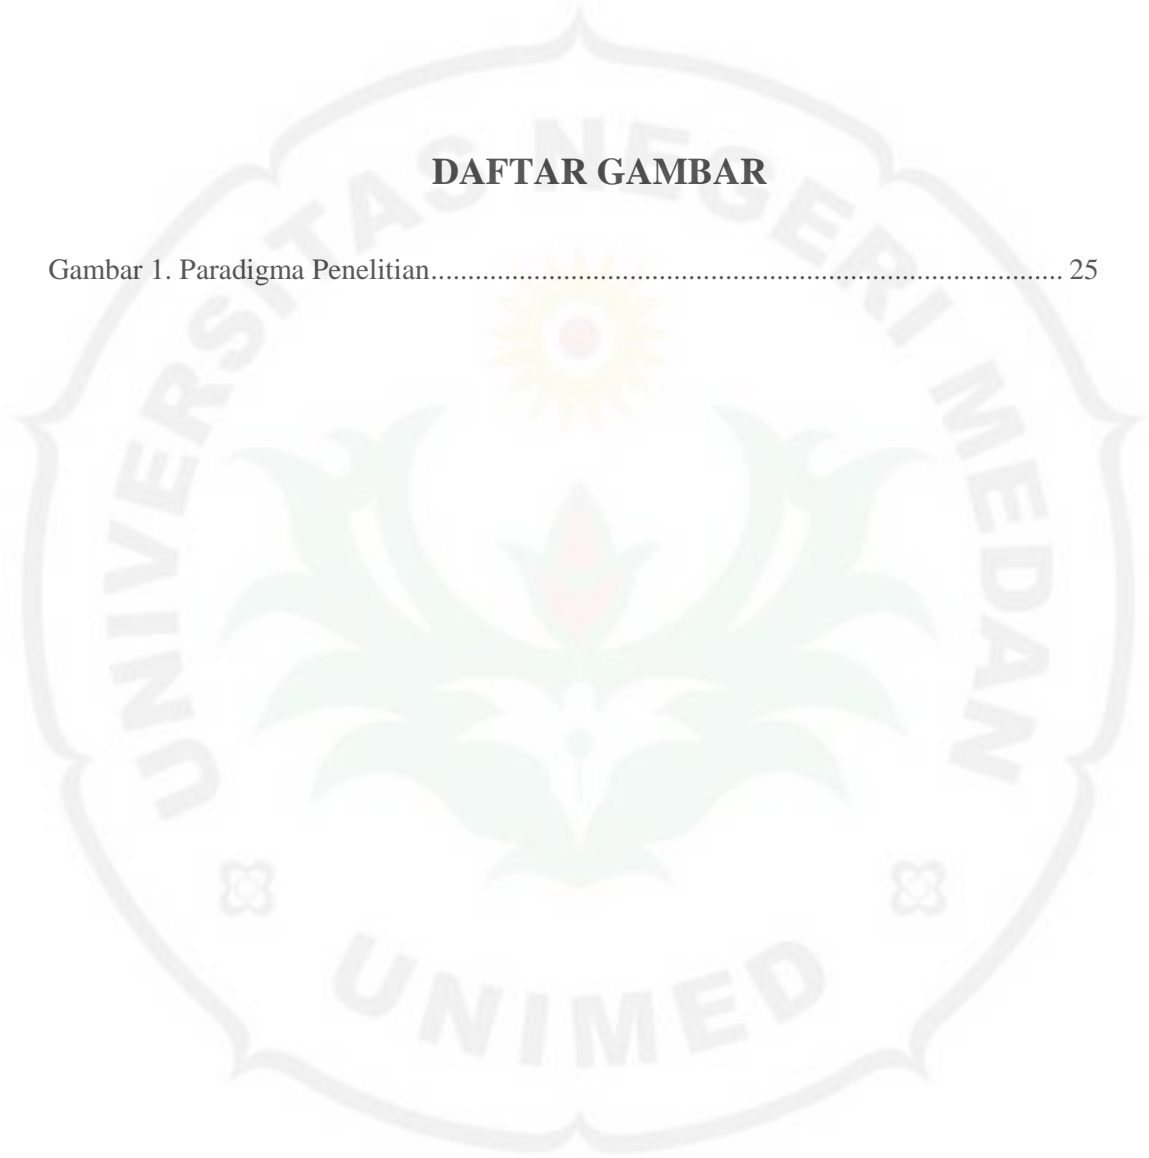 UNIVERSITAS NEGERI MEDAN
DAFTAR GAMBAR
Gambar 1. Paradigma Penelitian..................................................................................... 25
UNIMED